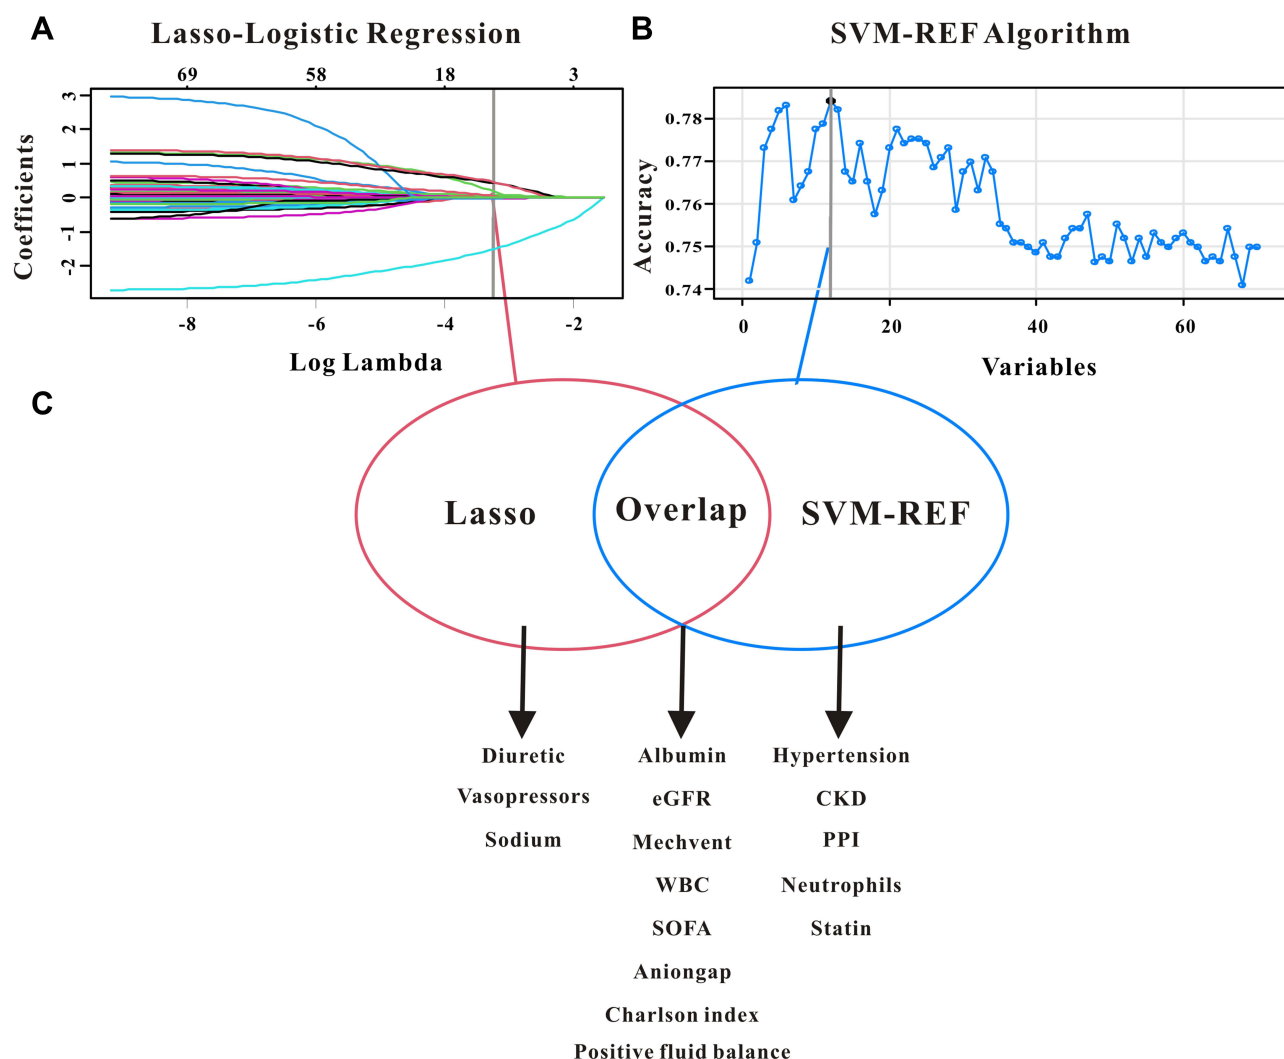 A
Lasso-Logistic Regression
69 58 18 3
3
2
1
0
-1
-2
Coefficients
-8 -6 -4 -2
Log Lambda
B
SVM-REF Algorithm
0.78
0.77
0.76
0.75
0.74
Accuracy
0 20 40 60
Variables
C
Lasso
Overlap
SVM-REF
Diuretic
Vasopressors
Sodium
Albumin
eGFR
Mechvent
WBC
SOFA
Aniongap
Charlson index
Positive fluid balance
Hypertension
CKD
PPI
Neutrophils
Statin